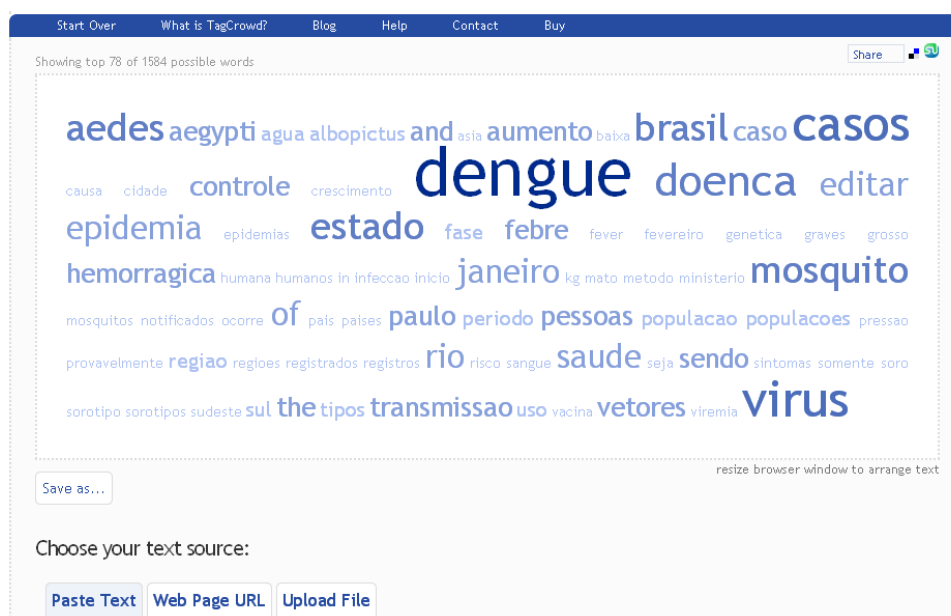 Start Over What is TagCrowd? Blog Help Contact Buy
Showing top 78 of 1584 possible words
Share
aedes aegypti agua albopictus and asia aumento baixa brasil caso casos
causa cidade controle crescimento dengue doenca editar
epidemia epidemias estado fase febre fever fevereiro genetica graves grosso
hemorragica humana humanos in infeccao inicio janeiro kg mato metodo ministerio mosquito
mosquitos notificados ocorre of pais paises paulo periodo pessoas populacao populacoes pressao
provavelmente regiao regioes registrados registros rio risco sangue saude seja sendo sintomas somente soro
sorotipo sorotipos sudeste sul the tipos transmissao uso vacina vetores viremia virus
resize browser window to arrange text
Save as...
Choose your text source:
Paste Text Web Page URL Upload File